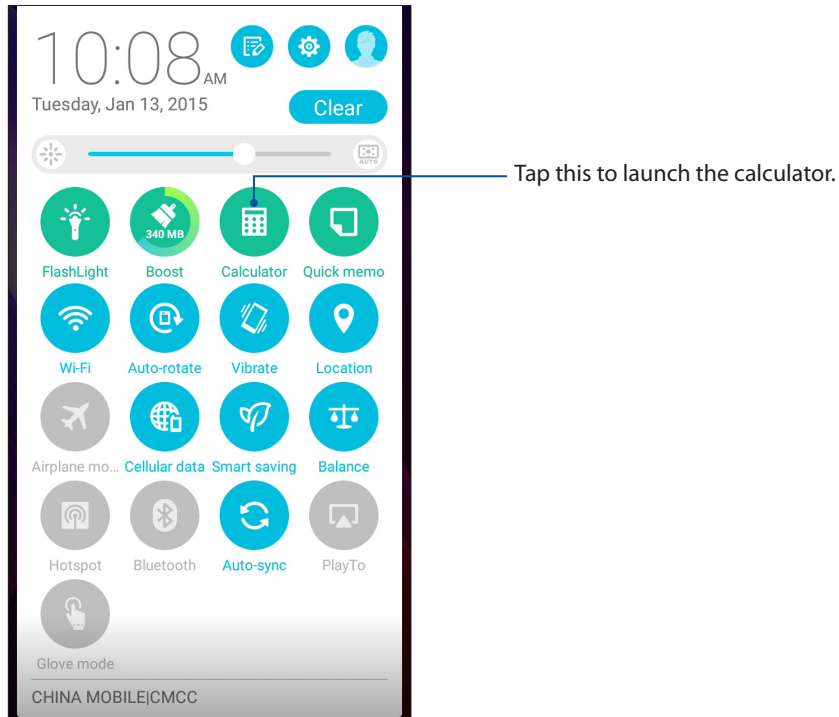 10:08 AM
Tuesday, Jan 13, 2015
Clear
AUTO
Tap this to launch the calculator.
340 MB
FlashLight Boost Calculator Quick memo
Wi-Fi Auto-rotate Vibrate Location
Airplane mo... Cellular data Smart saving Balance
Hotspot Bluetooth Auto-sync PlayTo
Glove mode
CHINA MOBILE|CMCC